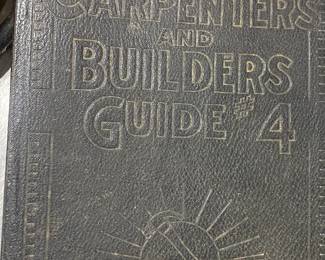 CARPENTERS
AND
BUILDERS
GUIDE #4